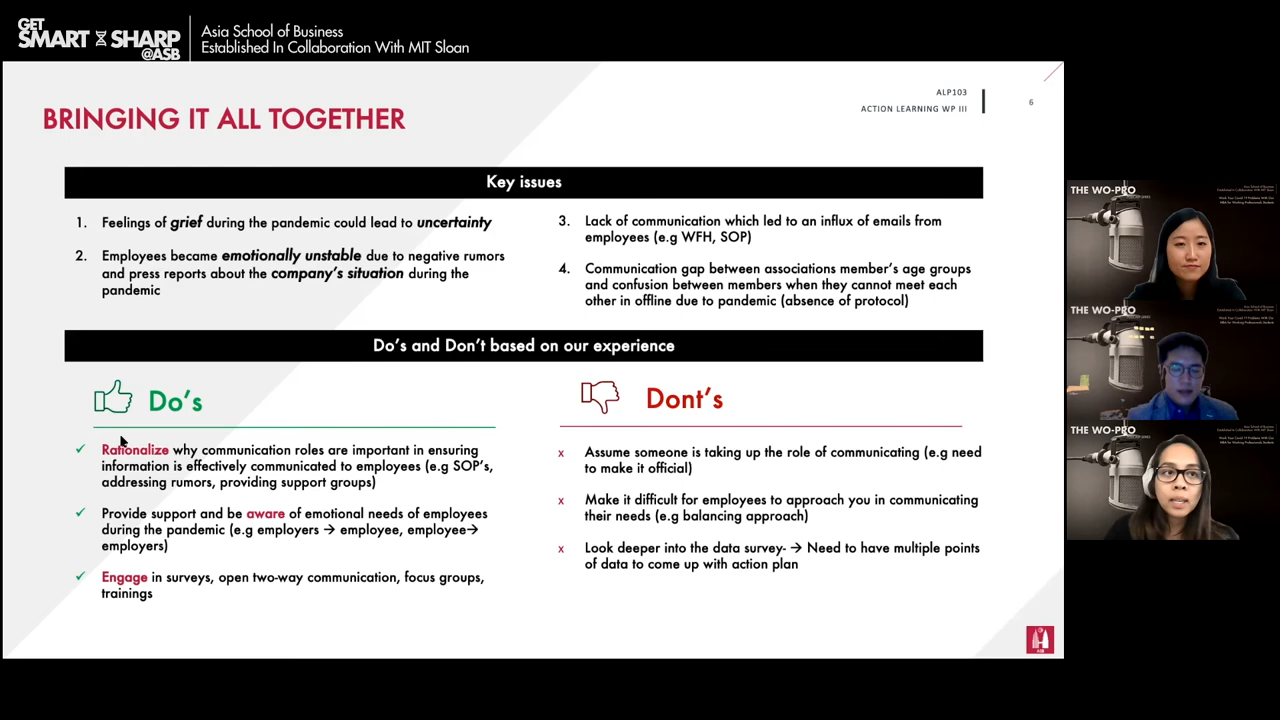 GET
SMART SHARP
@ASB
Asia School of Business
Established In Collaboration With MIT Sloan
BRINGING IT ALL TOGETHER
ALP103
ACTION LEARNING WP III
6
Key issues
1. Feelings of grief during the pandemic could lead to uncertainty
2. Employees became emotionally unstable due to negative rumors
and press reports about the company's situation during the
pandemic
3. Lack of communication which led to an influx of emails from
employees (e.g WFH, SOP)
4. Communication gap between associations member's age groups
and confusion between members when they cannot meet each
other in offline due to pandemic (absence of protocol)
Do's and Don't based on our experience
Do's
✓ Rationalize why communication roles are important in ensuring
information is effectively communicated to employees (e.g SOP's,
addressing rumors, providing support groups)
✓ Provide support and be aware of emotional needs of employees
during the pandemic (e.g employers → employee, employee→
employers)
✓ Engage in surveys, open two-way communication, focus groups,
trainings
Dont's
x Assume someone is taking up the role of communicating (e.g need
to make it official)
x Make it difficult for employees to approach you in communicating
their needs (e.g balancing approach)
x Look deeper into the data survey- → Need to have multiple points
of data to come up with action plan
ASB
THE WO-PRO
THE WO-PRO
THE WO-PRO